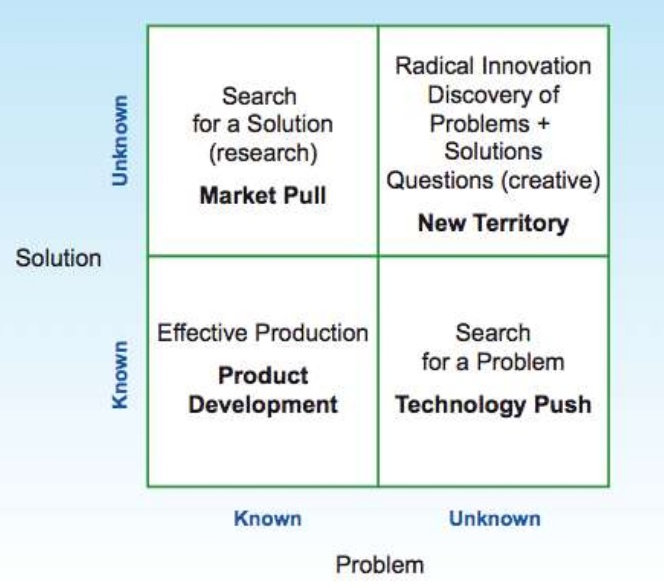 Unknown
Search
for a Solution
(research)
Market Pull
Radical Innovation
Discovery of
Problems +
Solutions
Questions (creative)
New Territory
Solution
Known
Effective Production
Product
Development
Search
for a Problem
Technology Push
Known
Unknown
Problem